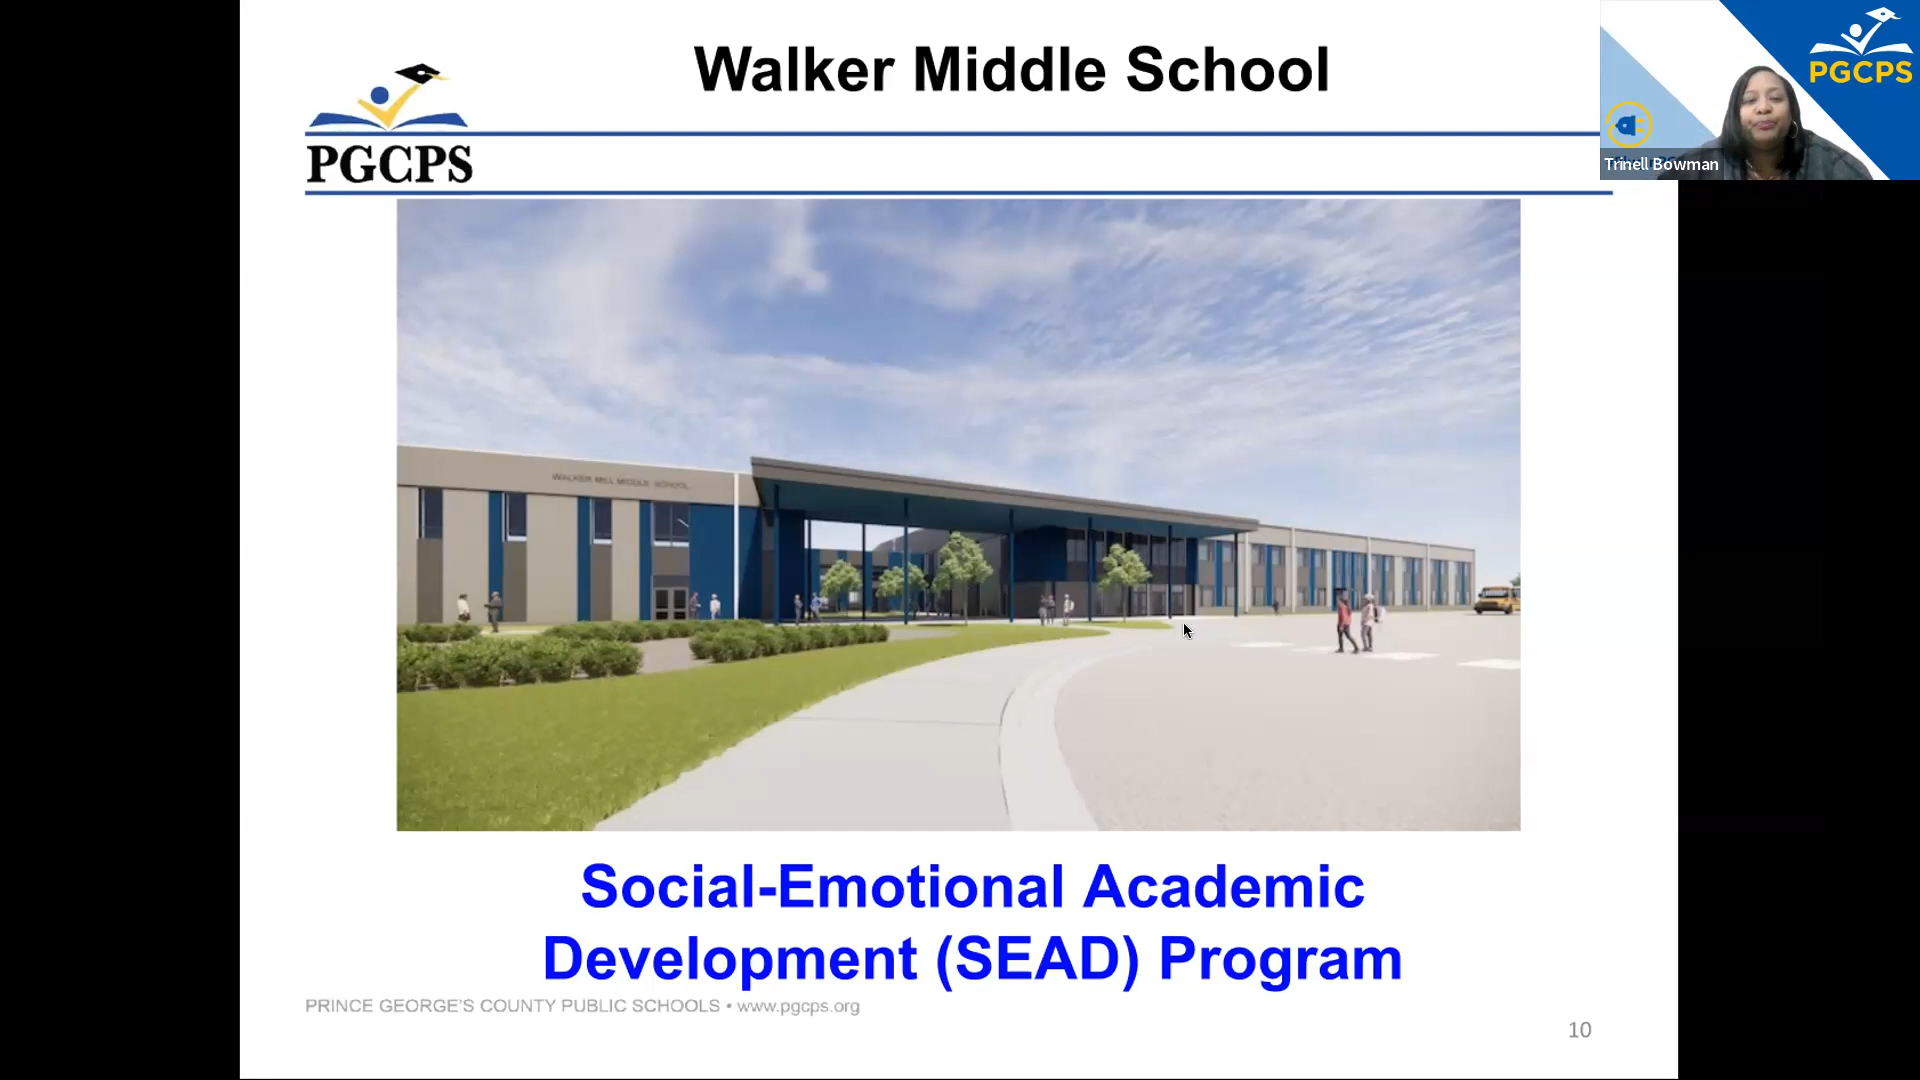 Walker Middle School
PGCPS
PGCPS
Trinell Bowman
WALKER MILL MIDDLE SCHOOL
Social-Emotional Academic
Development (SEAD) Program
PRINCE GEORGE'S COUNTY PUBLIC SCHOOLS • www.pgcps.org
10